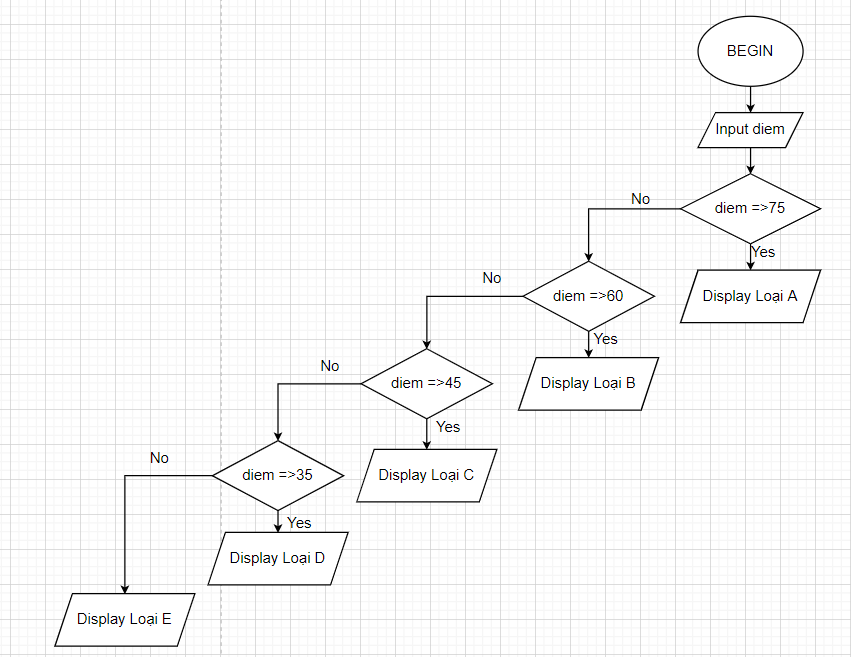 BEGIN
Input diem
diem =>75
No
Yes
Display Loại A
diem =>60
No
Yes
Display Loại B
diem =>45
No
Yes
Display Loại C
diem =>35
No
Yes
Display Loại D
Display Loại E